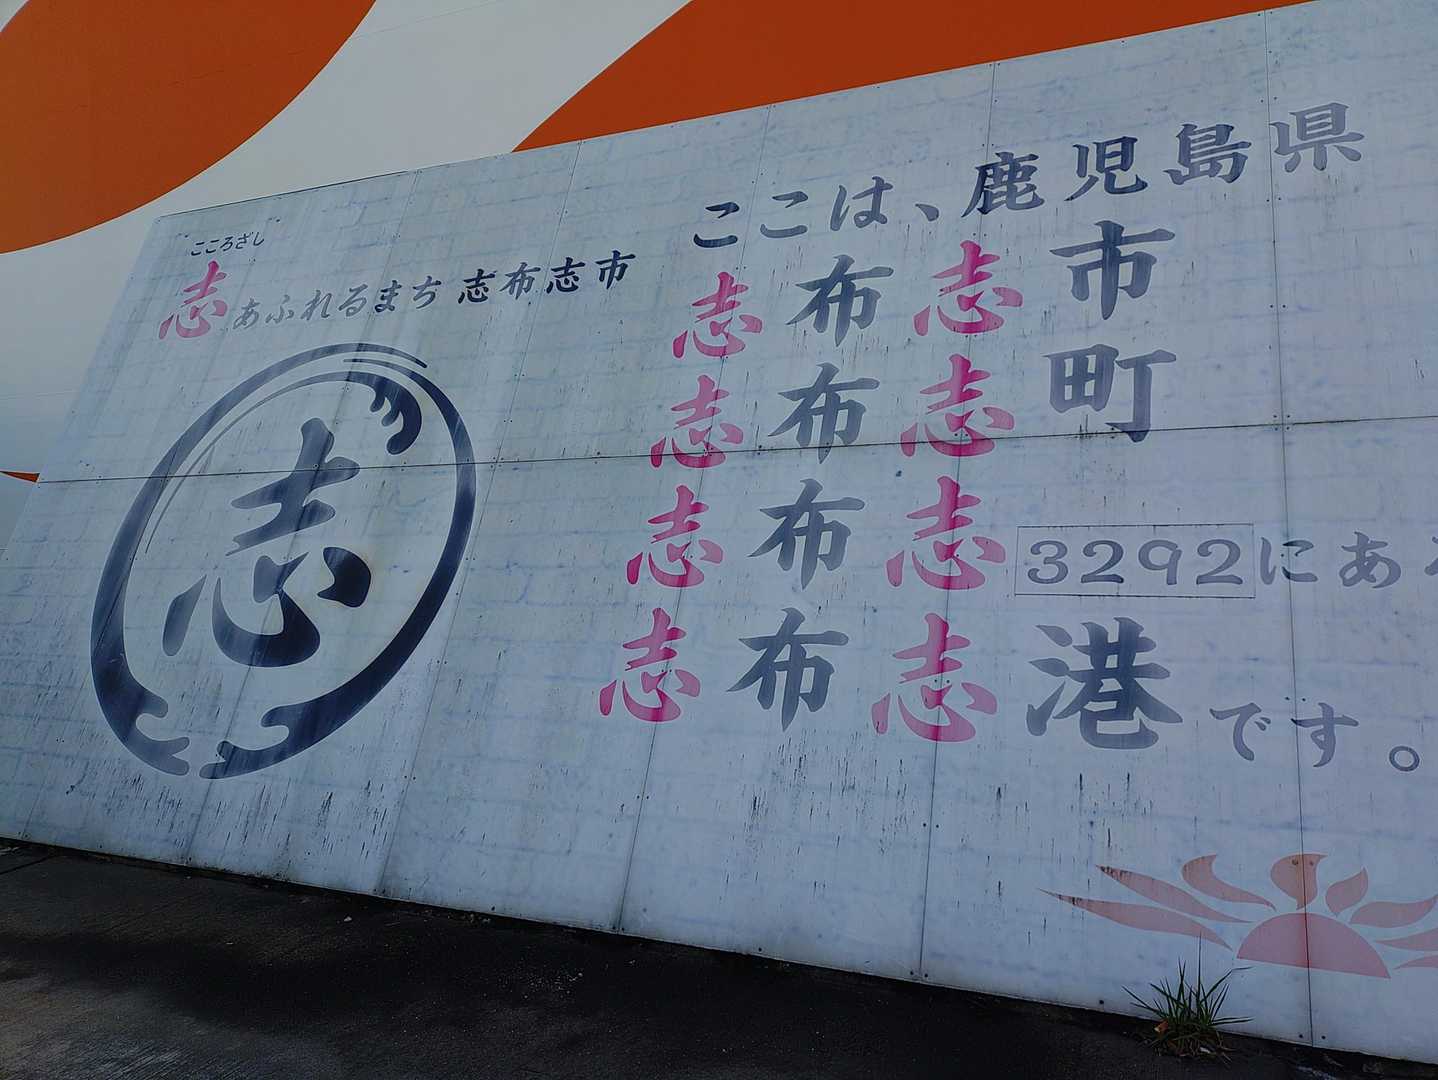 こころざし
志あふれるまち 志布志市
志
ここは、鹿児島県
志布志市
志布志町
志布志3292にあ
志布志港です。